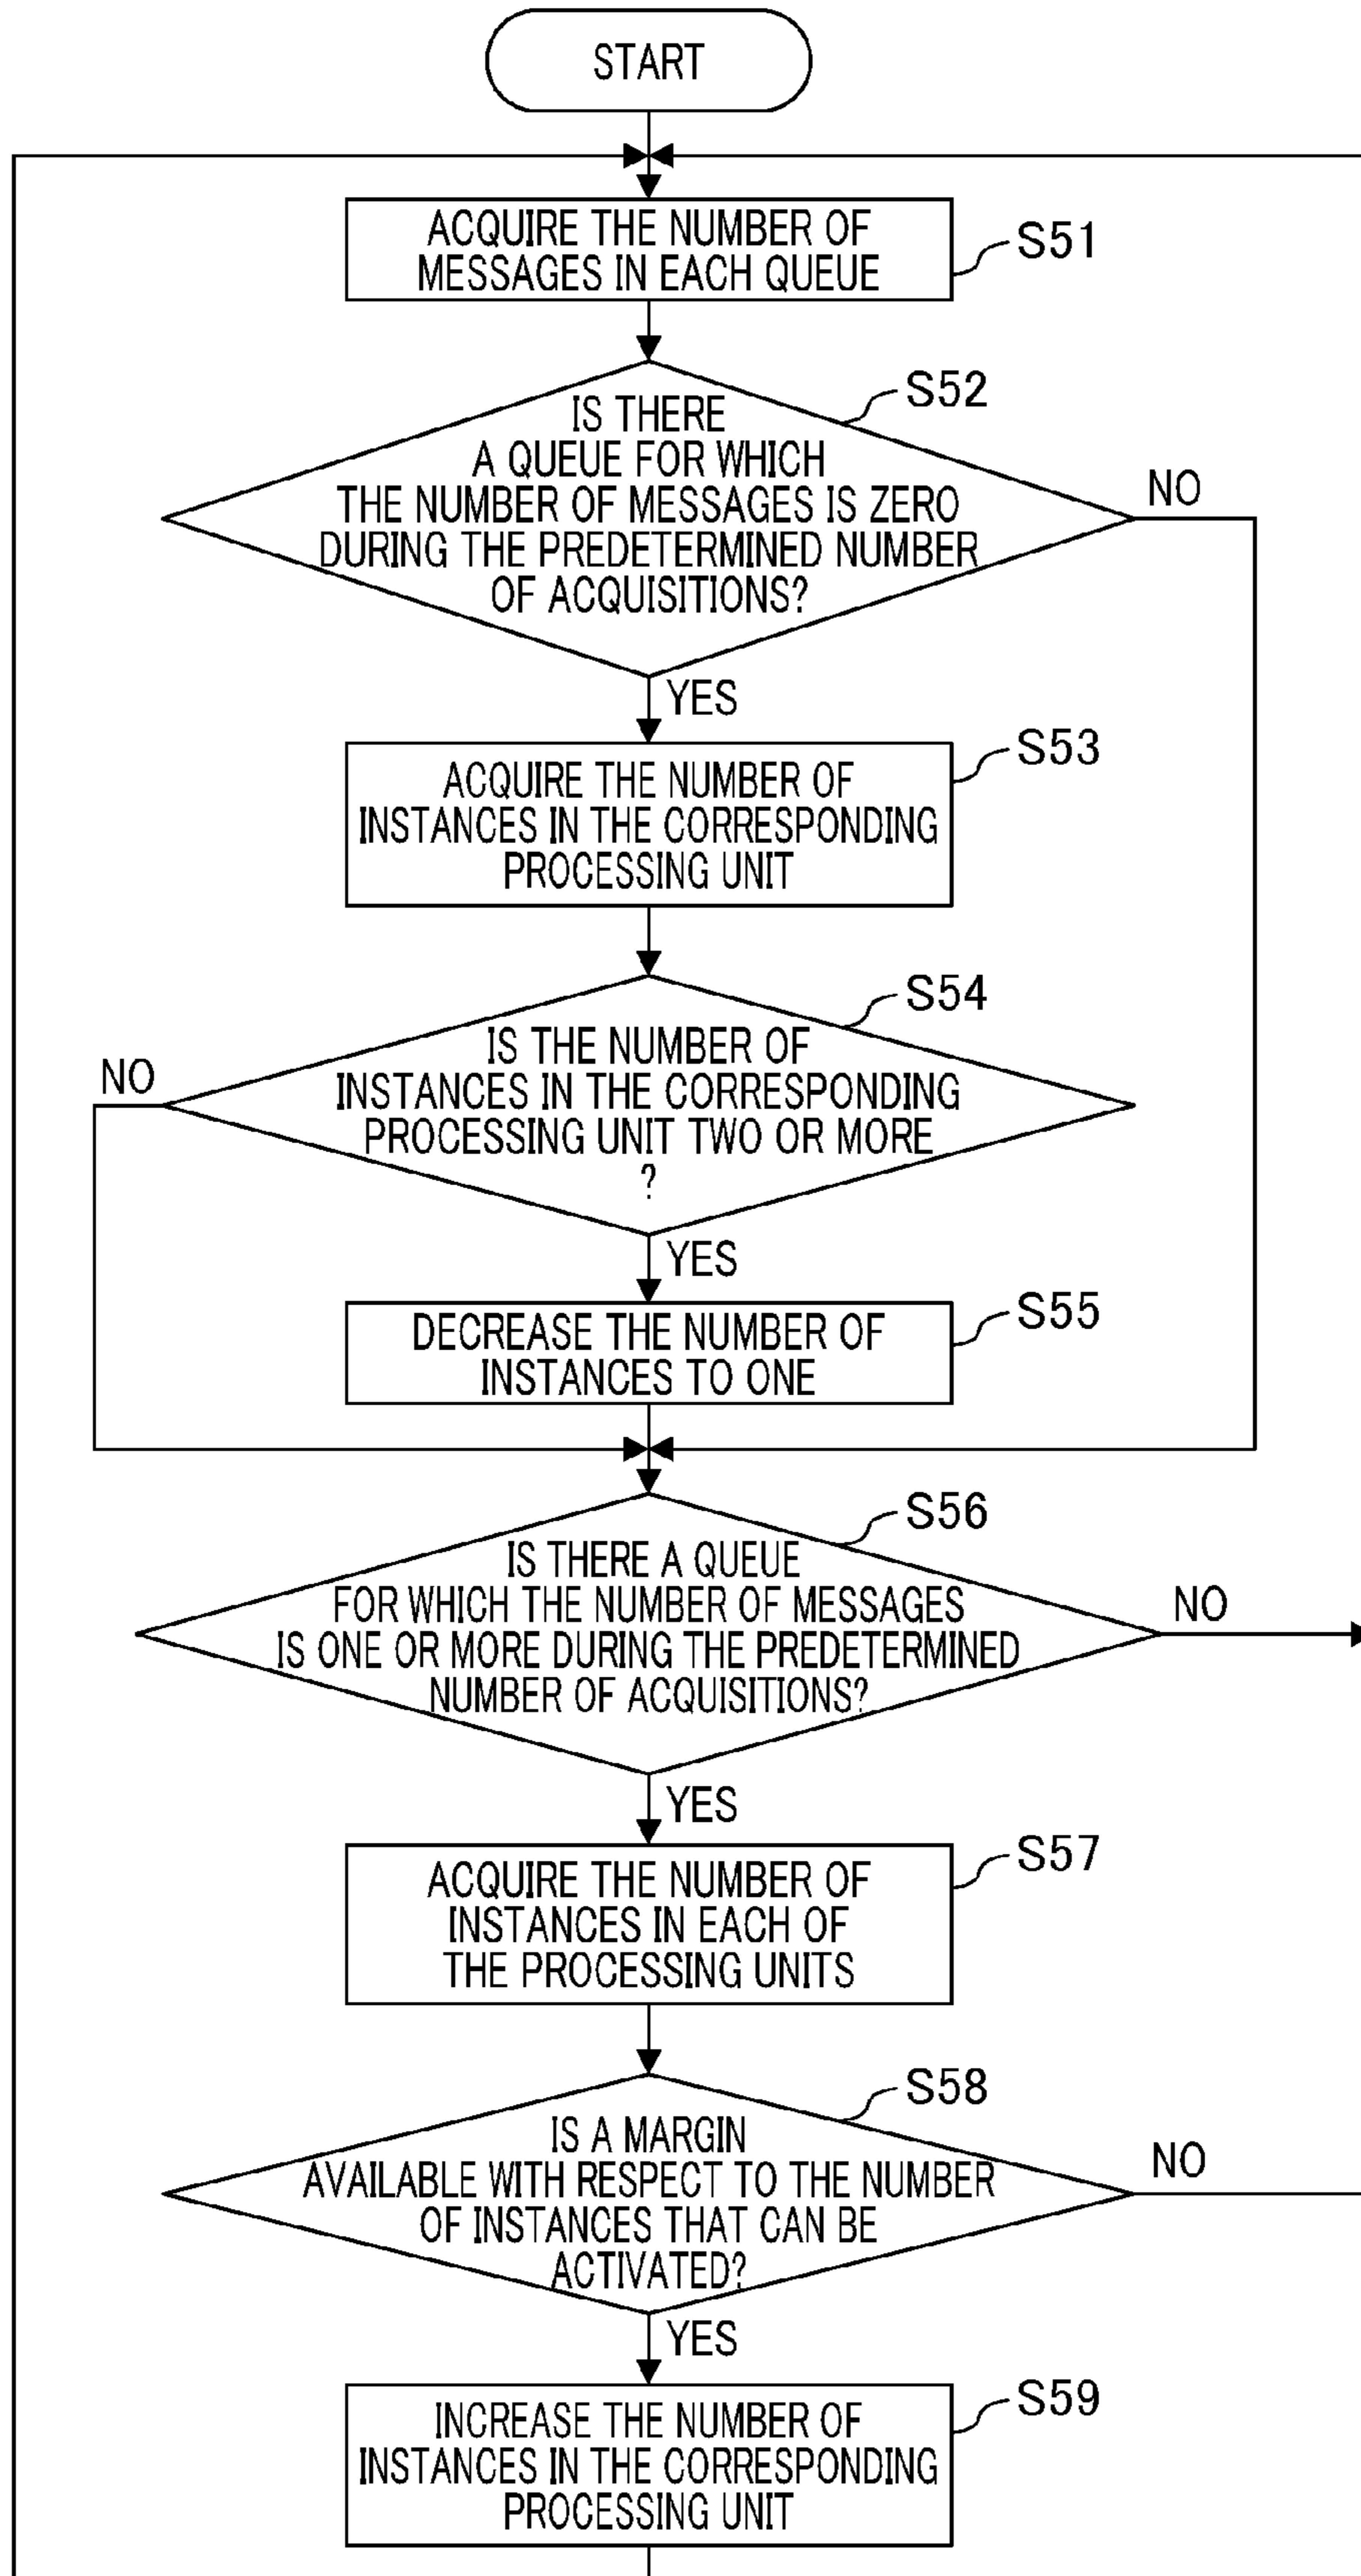 START
ACQUIRE THE NUMBER OF
MESSAGES IN EACH QUEUE
S51
S52
IS THERE
A QUEUE FOR WHICH
THE NUMBER OF MESSAGES IS ZERO
DURING THE PREDETERMINED NUMBER
OF ACQUISITIONS?
NO
YES
S53
ACQUIRE THE NUMBER OF
INSTANCES IN THE CORRESPONDING
PROCESSING UNIT
S54
IS THE NUMBER OF
INSTANCES IN THE CORRESPONDING
PROCESSING UNIT TWO OR MORE
?
NO
YES
S55
DECREASE THE NUMBER OF
INSTANCES TO ONE
S56
IS THERE A QUEUE
FOR WHICH THE NUMBER OF MESSAGES
IS ONE OR MORE DURING THE PREDETERMINED
NUMBER OF ACQUISITIONS?
NO
YES
S57
ACQUIRE THE NUMBER OF
INSTANCES IN EACH OF
THE PROCESSING UNITS
S58
IS A MARGIN
AVAILABLE WITH RESPECT TO THE NUMBER
OF INSTANCES THAT CAN BE
ACTIVATED?
NO
YES
S59
INCREASE THE NUMBER OF
INSTANCES IN THE CORRESPONDING
PROCESSING UNIT